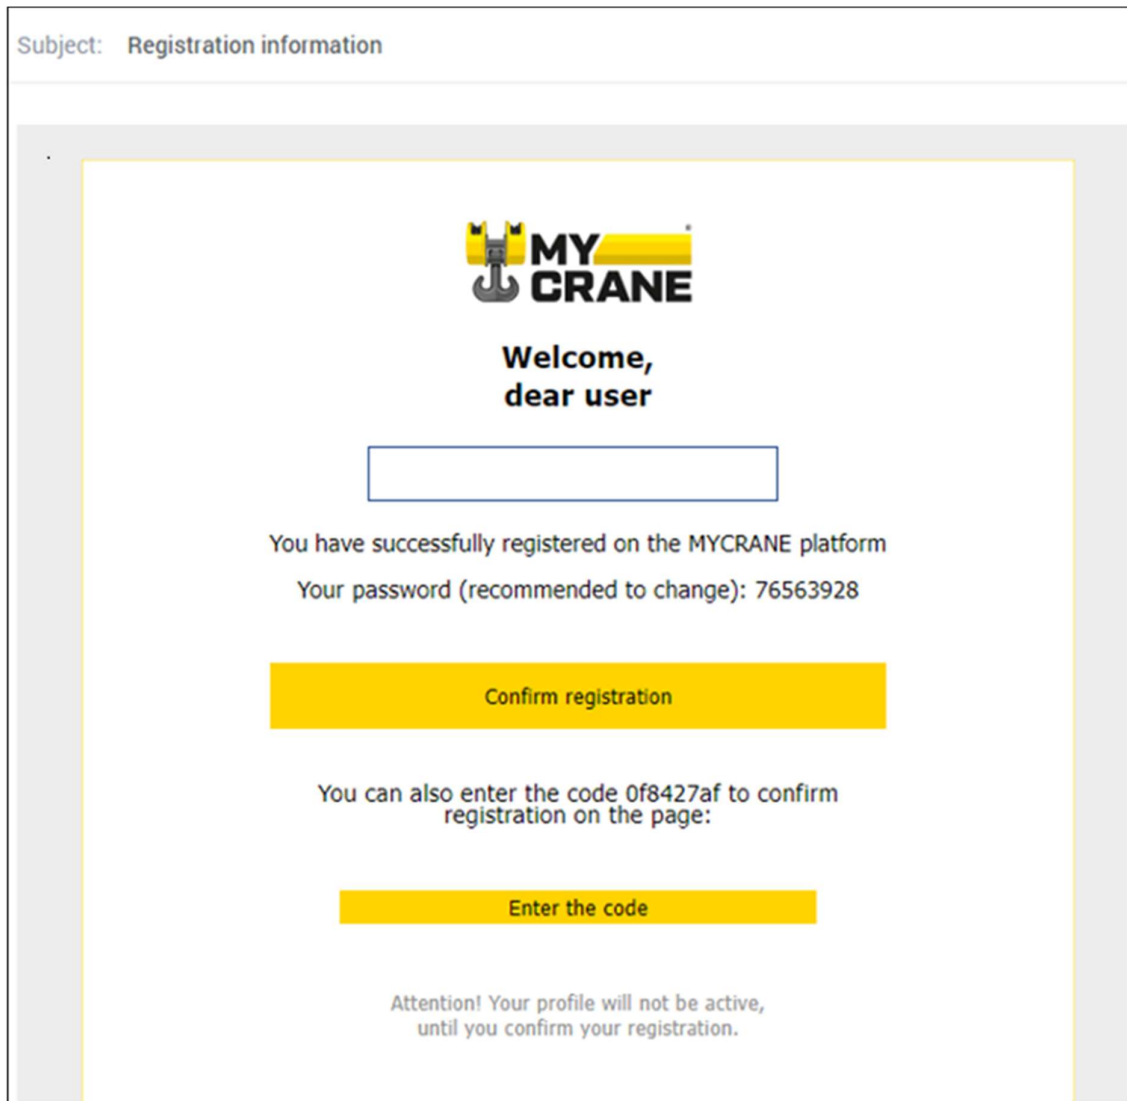 Subject: Registration information
.
MY
CRANE
Welcome,
dear user
You have successfully registered on the MYCRANE platform
Your password (recommended to change): 76563928
Confirm registration
You can also enter the code 0f8427af to confirm
registration on the page:
Enter the code
Attention! Your profile will not be active,
until you confirm your registration.